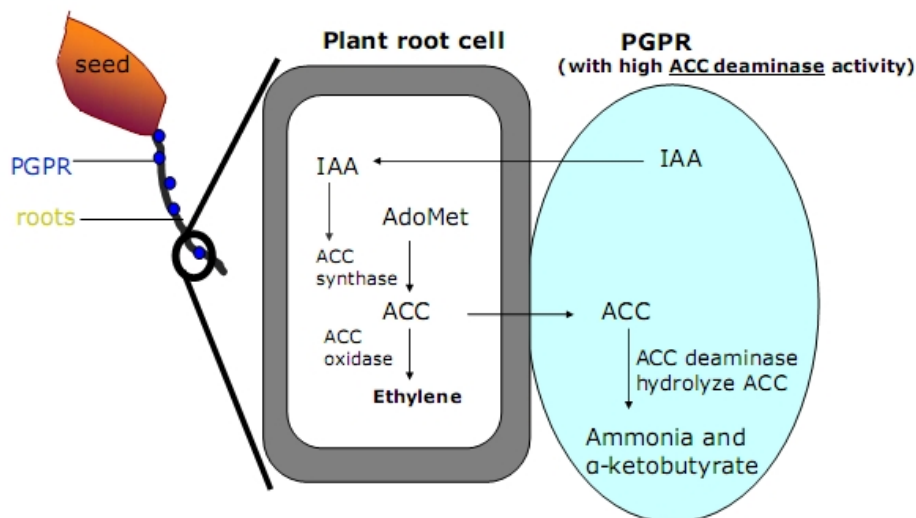 seed
PGPR
roots
Plant root cell
IAA
AdoMet
ACC
synthase
ACC
ACC
oxidase
Ethylene
PGPR
(with high ACC deaminase activity)
IAA
ACC
ACC deaminase
hydrolyze ACC
Ammonia and
α-ketobutyrate